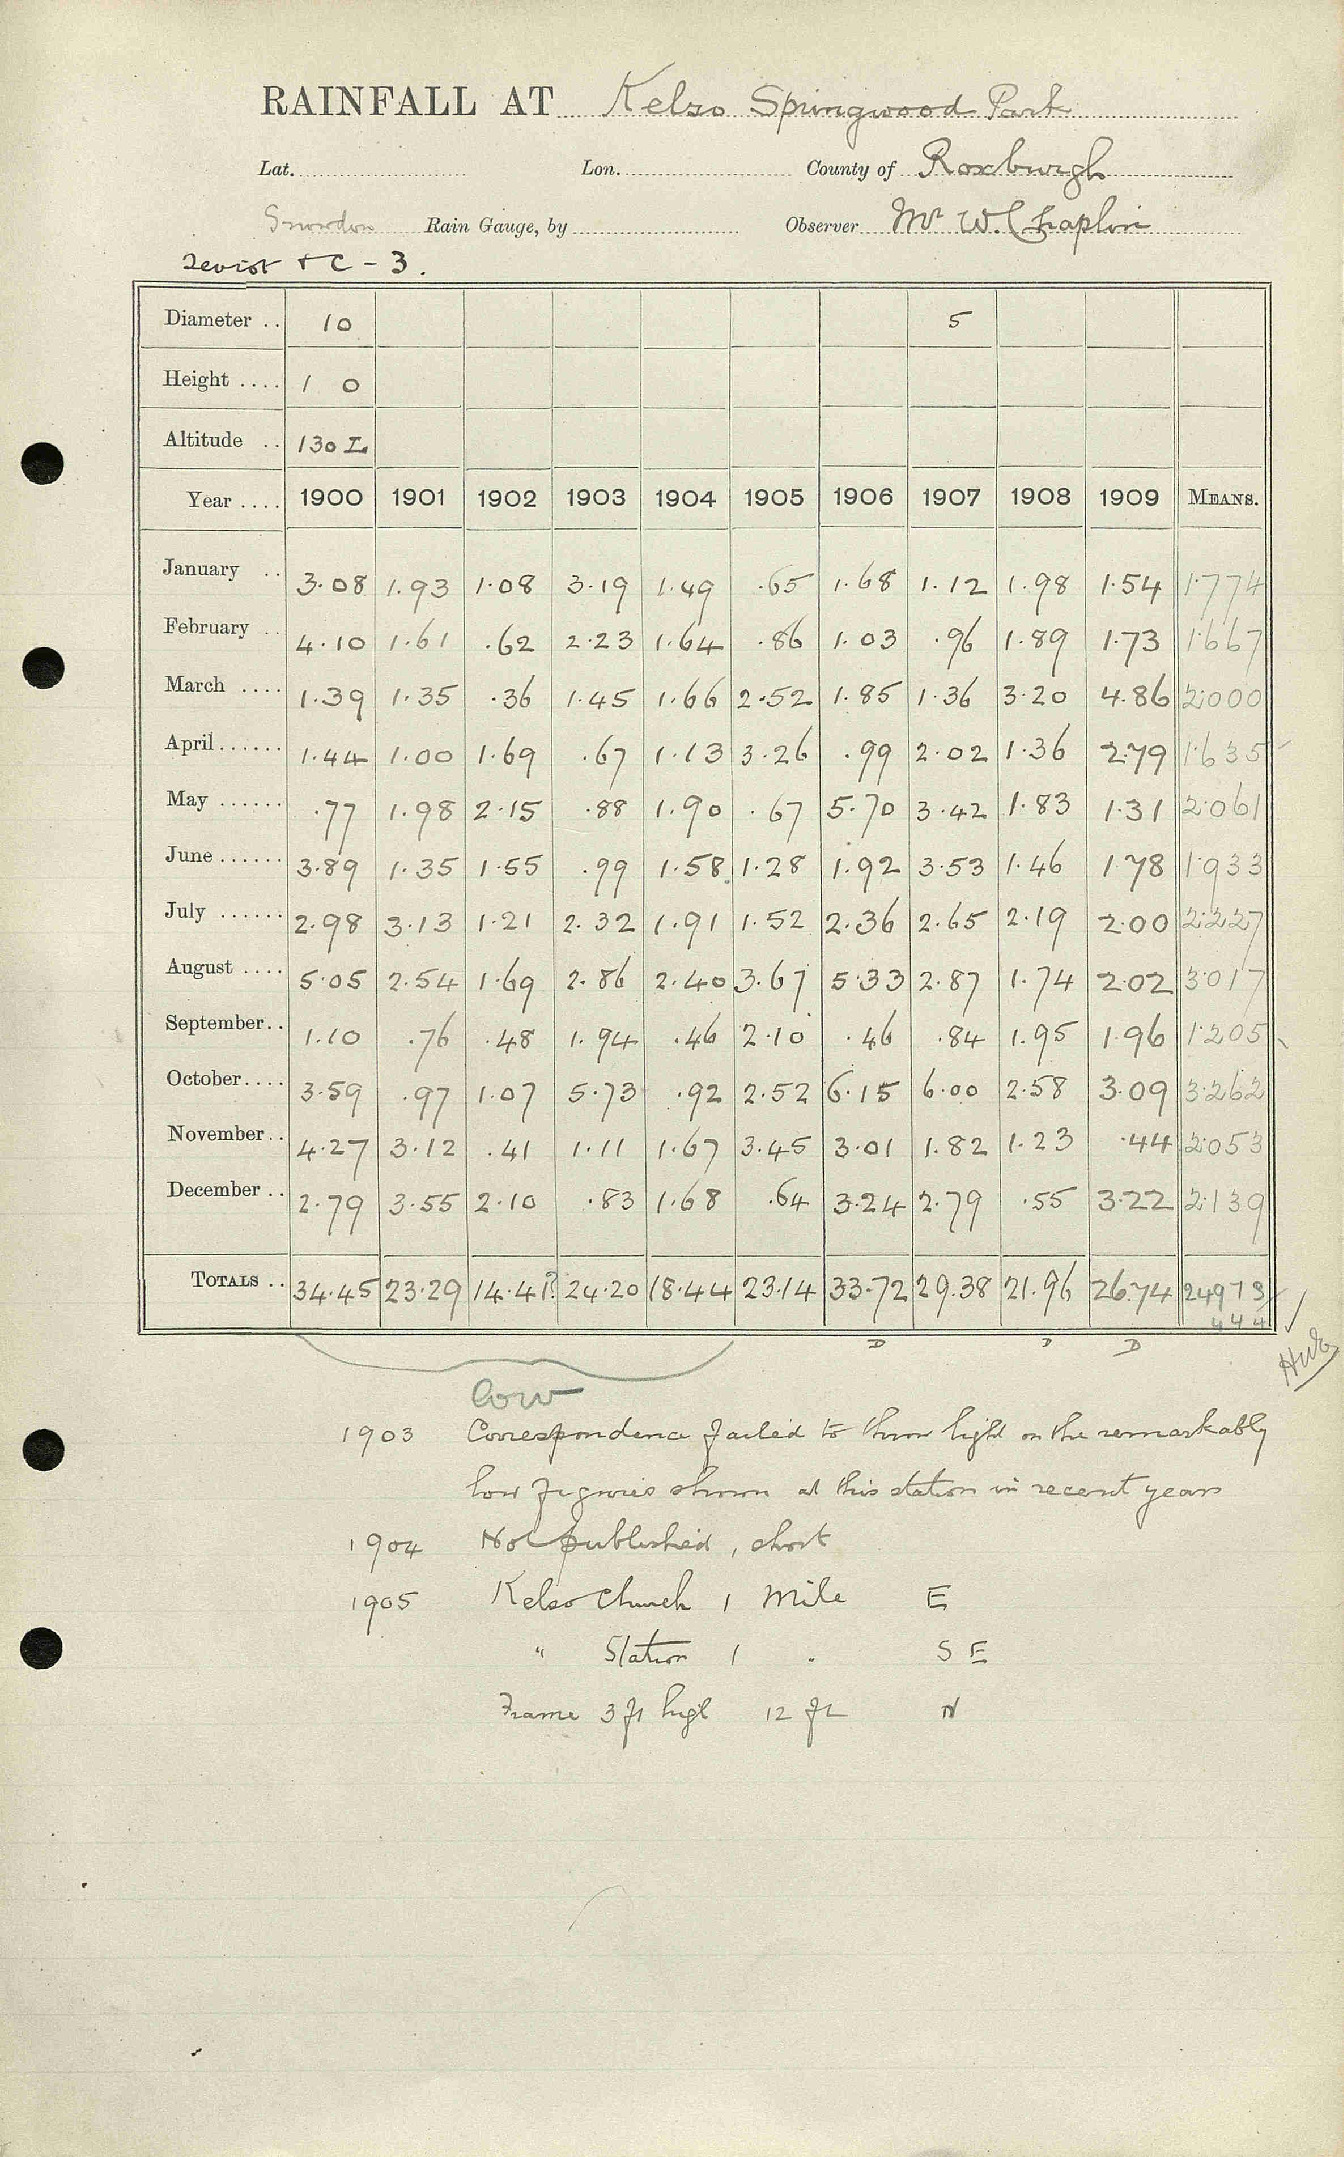 RAINFALL AT Kelso Springwood Park
Lat. Lon. County of Roxburgh
Snowdon Rain Gauge, by Observer Mr W. Chaplin
Teviot + C - 3.
Diameter .. 10 5
Height .... 1 0
Altitude .. 130 L
Year .... 1900 1901 1902 1903 1904 1905 1906 1907 1908 1909 MEANS.
January .. 3.08 1.93 1.08 3.19 1.49 .65 1.68 1.12 1.98 1.54 1.774
February .. 4.10 1.61 .62 2.23 1.64 .86 1.03 .96 1.89 1.73 1.667
March .... 1.39 1.35 .36 1.45 1.66 2.52 1.85 1.36 3.20 4.86 2.000
April ...... 1.44 1.00 1.69 .67 1.13 3.26 .99 2.02 1.36 2.79 1.635
May ...... .77 1.98 2.15 .88 1.90 .67 5.70 3.42 1.83 1.31 2.061
June ...... 3.89 1.35 1.55 .99 1.58 1.28 1.92 3.53 1.46 1.78 1.933
July ...... 2.98 3.13 1.21 2.32 1.91 1.52 2.36 2.65 2.19 2.00 2.227
August .... 5.05 2.54 1.69 2.86 2.40 3.67 5.33 2.87 1.74 2.02 3.017
September.. 1.10 .76 .48 1.94 .46 2.10 .46 .84 1.95 1.96 1.205
October.... 3.59 .97 1.07 5.73 .92 2.52 6.15 6.00 2.58 3.09 3.262
November.. 4.27 3.12 .41 1.11 1.67 3.45 3.01 1.82 1.23 .44 2.053
December .. 2.79 3.55 2.10 .83 1.68 .64 3.24 2.79 .55 3.22 2.139
TOTALS .. 34.45 23.29 14.41? 24.20 18.44 23.14 33.72 29.38 21.96 26.74 24973
444
D D D
low
1903 Correspondence failed to throw light on the remarkably
low figures shown at this station in recent years
1904 Not published, short
1905 Kelso Church 1 Mile E
" Station 1 " S E
Frame 3 ft high 12 ft N